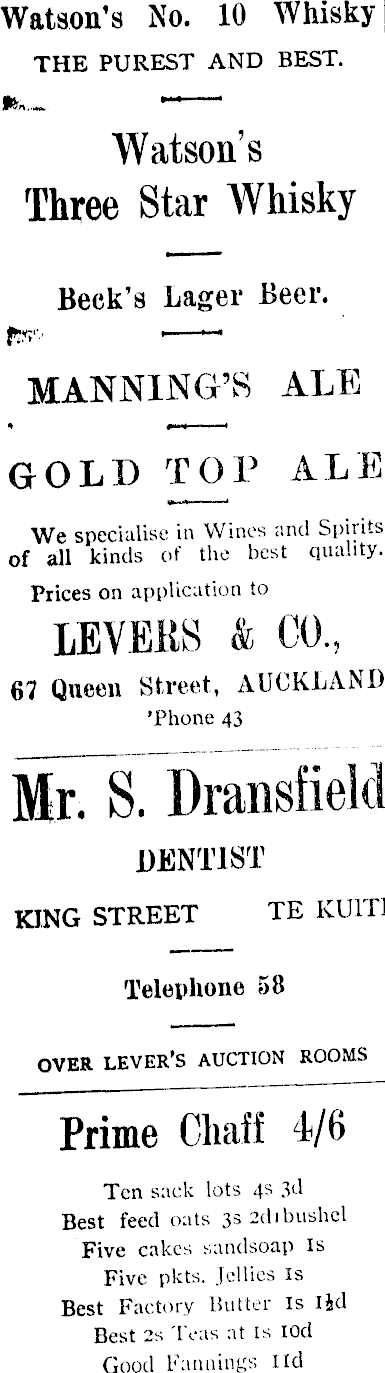 Watson's No. 10 Whisky
THE PUREST AND BEST.
Watson's
Three Star Whisky
Beck's Lager Beer.
MANNING'S ALE
GOLD TOP ALE
We specialise in Wines and Spirits
of all kinds of the best quality.
Prices on application to
LEVERS & CO.,
67 Queen Street, AUCKLAND
'Phone 43
Mr. S. Dransfield
DENTIST
KING STREET TE KUITI
Telephone 58
OVER LEVER'S AUCTION ROOMS
Prime Chaff 4/6
Ten sack lots 4s 3d
Best feed oats 3s 2d bushel
Five cakes sandsoap 1s
Five pkts. Jellies 1s
Best Factory Butter 1s 1½d
Best 2s Teas at 1s 10d
Good Fannings 11d